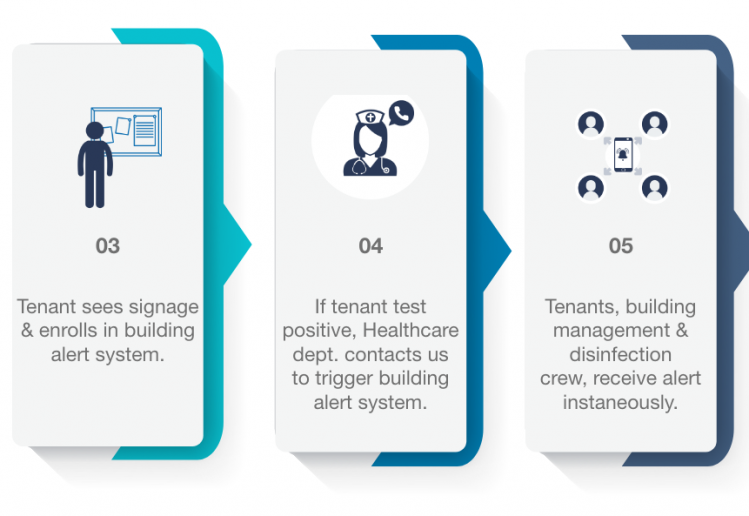 03
Tenant sees signage
& enrolls in building
alert system.
04
If tenant test
positive, Healthcare
dept. contacts us
to trigger building
alert system.
05
Tenants, building
management &
disinfection
crew, receive alert
instaneously.